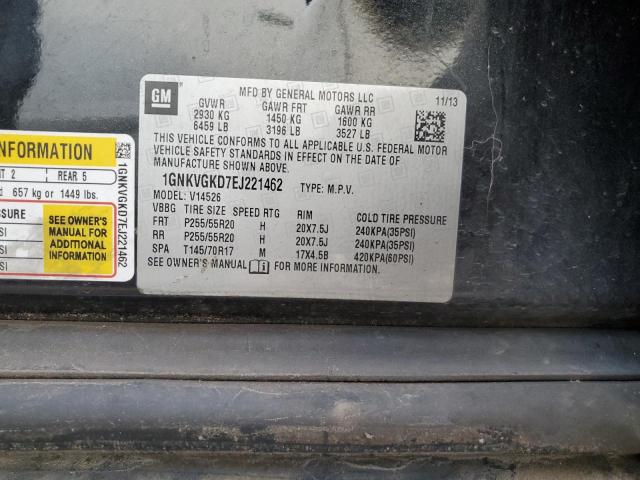 GM
MFD BY GENERAL MOTORS LLC
11/13
GVWR GAWR FRT GAWR RR
2930 KG 1450 KG 1600 KG
6459 LB 3196 LB 3527 LB
THIS VEHICLE CONFORMS TO ALL APPLICABLE U.S. FEDERAL MOTOR
VEHICLE SAFETY STANDARDS IN EFFECT ON THE DATE OF
MANUFACTURE SHOWN ABOVE.
1GNKVGKD7EJ221462 TYPE: M.P.V.
MODEL: V14526
VBBG TIRE SIZE SPEED RTG RIM COLD TIRE PRESSURE
FRT P255/55R20 H 20X7.5J 240KPA(35PSI)
RR P255/55R20 H 20X7.5J 240KPA(35PSI)
SPA T145/70R17 M 17X4.5B 420KPA(60PSI)
SEE OWNER'S MANUAL FOR MORE INFORMATION.
INFORMATION
2 REAR 5
657 kg or 1449 lbs.
SEE OWNER'S
MANUAL FOR
ADDITIONAL
INFORMATION
1GNKVGKD7EJ221462